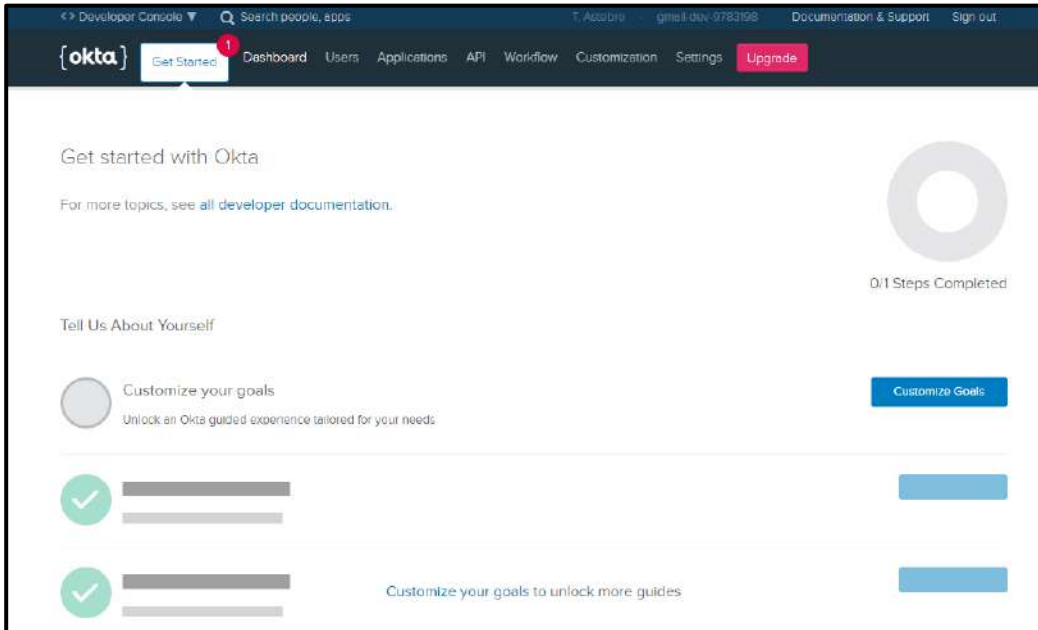 <> Developer Console ▼ Search people, apps gmail-dev-9783198 Documentation & Support Sign out
{okta} Get Started 1 Dashboard Users Applications API Workflow Customization Settings Upgrade
Get started with Okta
For more topics, see all developer documentation.
0/1 Steps Completed
Tell Us About Yourself
Customize your goals
Customize Goals
Unlock an Okta guided experience tailored for your needs
Customize your goals to unlock more guides